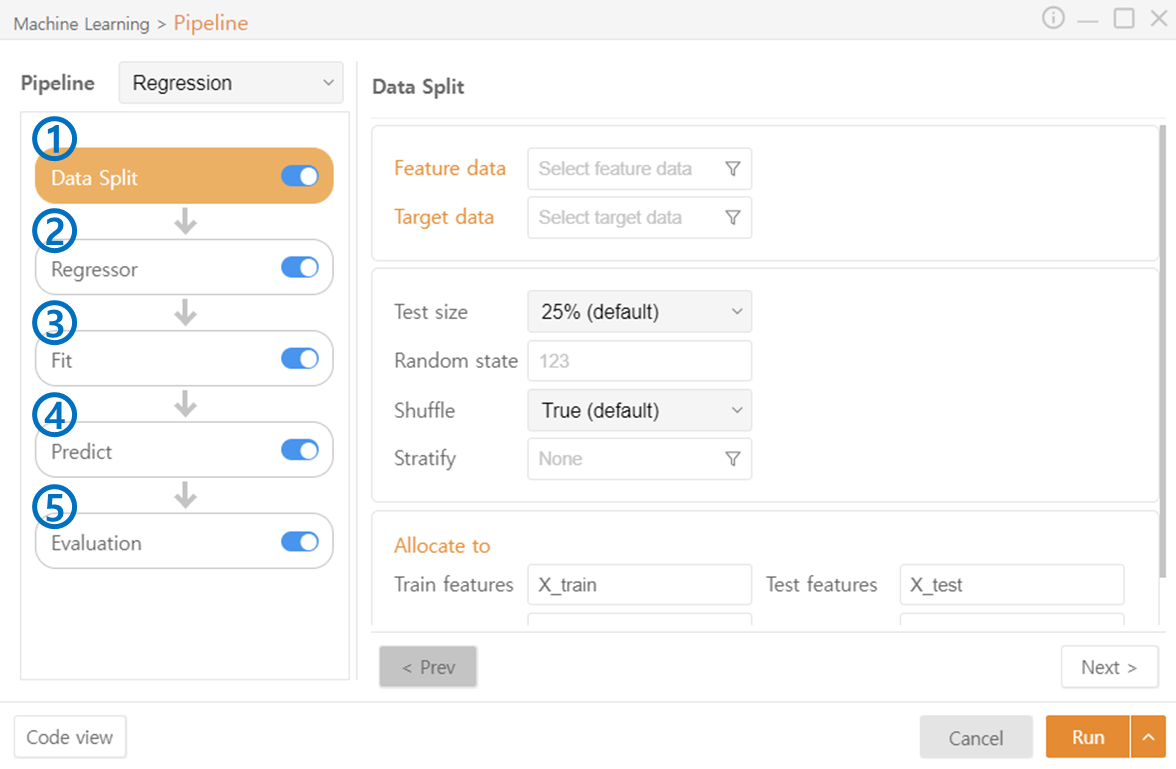 Machine Learning > Pipeline
Pipeline Regression
① Data Split
② Regressor
③ Fit
④ Predict
⑤ Evaluation
Data Split
Feature data Select feature data
Target data Select target data
Test size 25% (default)
Random state 123
Shuffle True (default)
Stratify None
Allocate to
Train features X_train Test features X_test
< Prev Next >
Code view Cancel Run